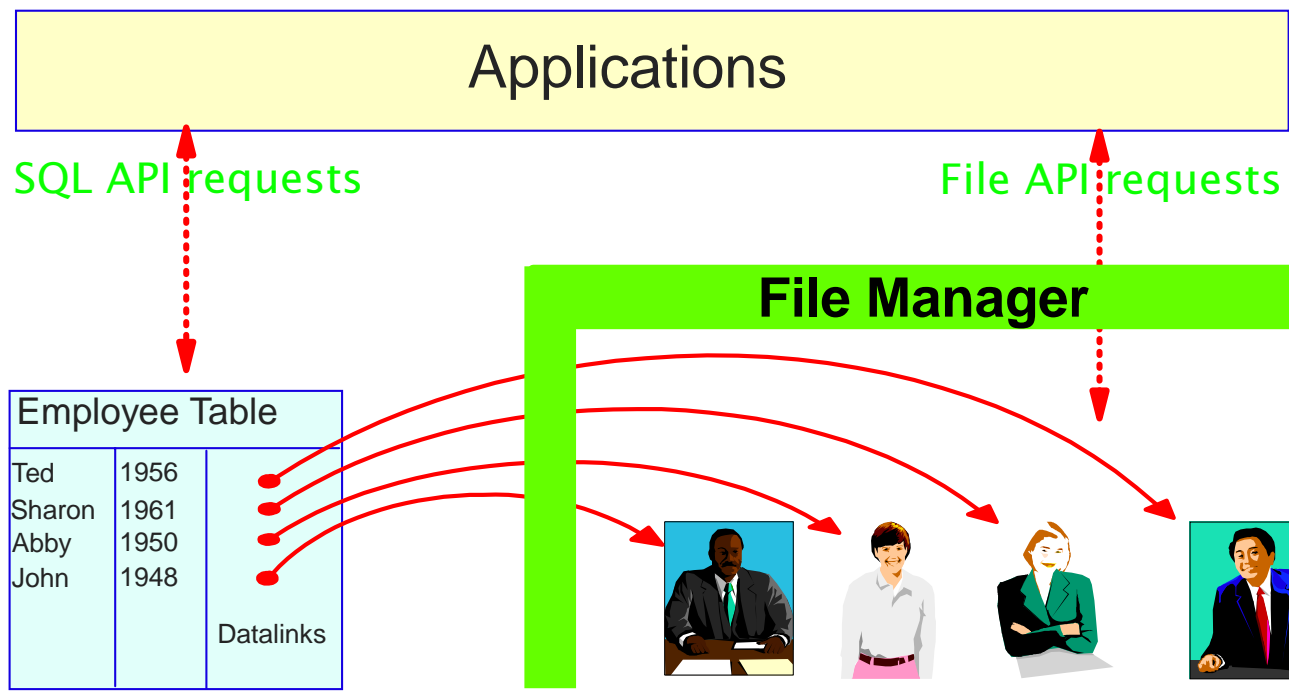 Applications
SQL API requests
File API requests
File Manager
Employee Table
Ted 1956
Sharon 1961
Abby 1950
John 1948
Datalinks